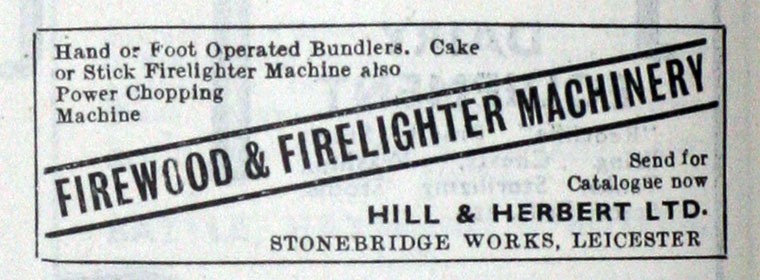 Hand or Foot Operated Bundlers. Cake
or Stick Firelighter Machine also
Power Chopping
Machine
FIREWOOD & FIRELIGHTER MACHINERY
Send for
Catalogue now
HILL & HERBERT LTD.
STONEBRIDGE WORKS, LEICESTER